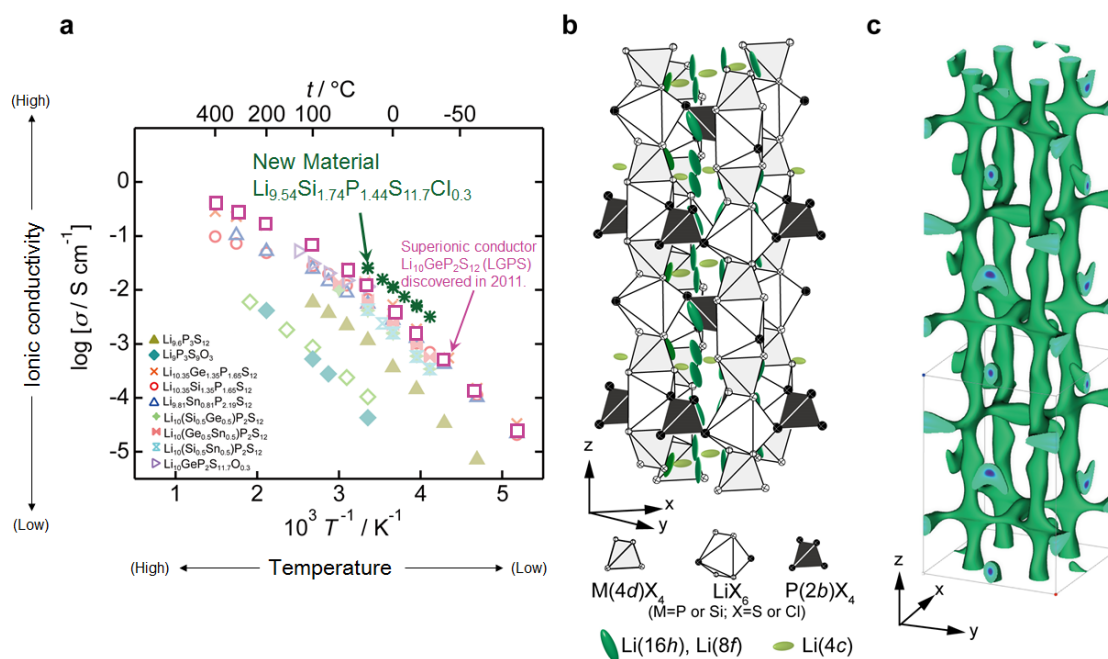 a
(High)
Ionic conductivity
(Low)
t / °C
400 200 100 0 -50
log [σ / S cm⁻¹]
0
-1
-2
-3
-4
-5
New Material
Li₉.₅₄Si₁.₇₄P₁.₄₄S₁₁.₇Cl₀.₃
Superionic conductor
Li₁₀GeP₂S₁₂ (LGPS)
discovered in 2011.
Li₉.₆P₃S₁₂
Li₉P₃S₉O₃
Li₁₀.₃₅Ge₁.₃₅P₁.₆₅S₁₂
Li₁₀.₃₅Si₁.₃₅P₁.₆₅S₁₂
Li₉.₈₁Sn₀.₈₁P₂.₁₉S₁₂
Li₁₀(Si₀.₅Ge₀.₅)P₂S₁₂
Li₁₀(Ge₀.₅Sn₀.₅)P₂S₁₂
Li₁₀(Si₀.₅Sn₀.₅)P₂S₁₂
Li₁₀GeP₂S₁₁.₇O₀.₃
1 2 3 4 5
10³ T⁻¹ / K⁻¹
(High) Temperature (Low)
b
z
x
y
M(4d)X₄ LiX₆ P(2b)X₄
(M=P or Si; X=S or Cl)
Li(16h), Li(8f) Li(4c)
c
z
x
y